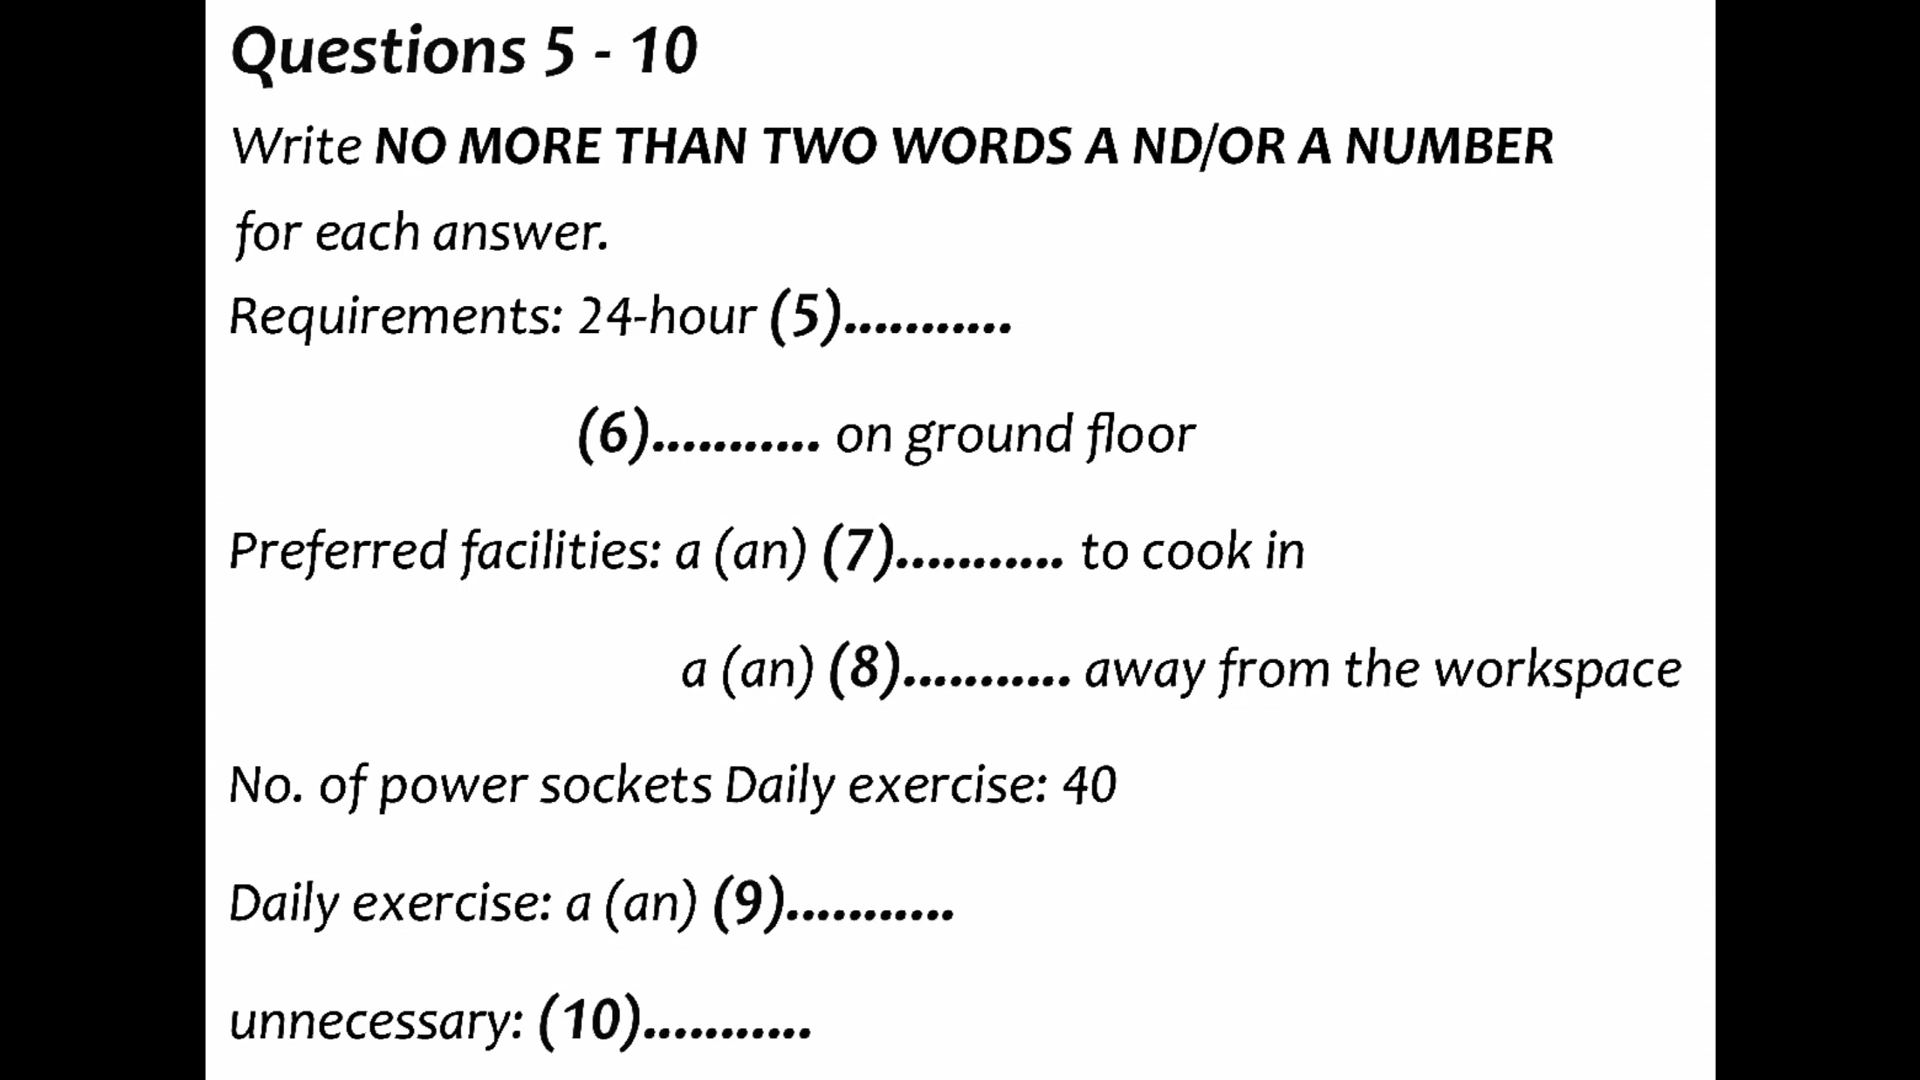 Questions 5 - 10
Write NO MORE THAN TWO WORDS A ND/OR A NUMBER
for each answer.
Requirements: 24-hour (5)...........
(6)........... on ground floor
Preferred facilities: a (an) (7)........... to cook in
a (an) (8)........... away from the workspace
No. of power sockets Daily exercise: 40
Daily exercise: a (an) (9)...........
unnecessary: (10)...........